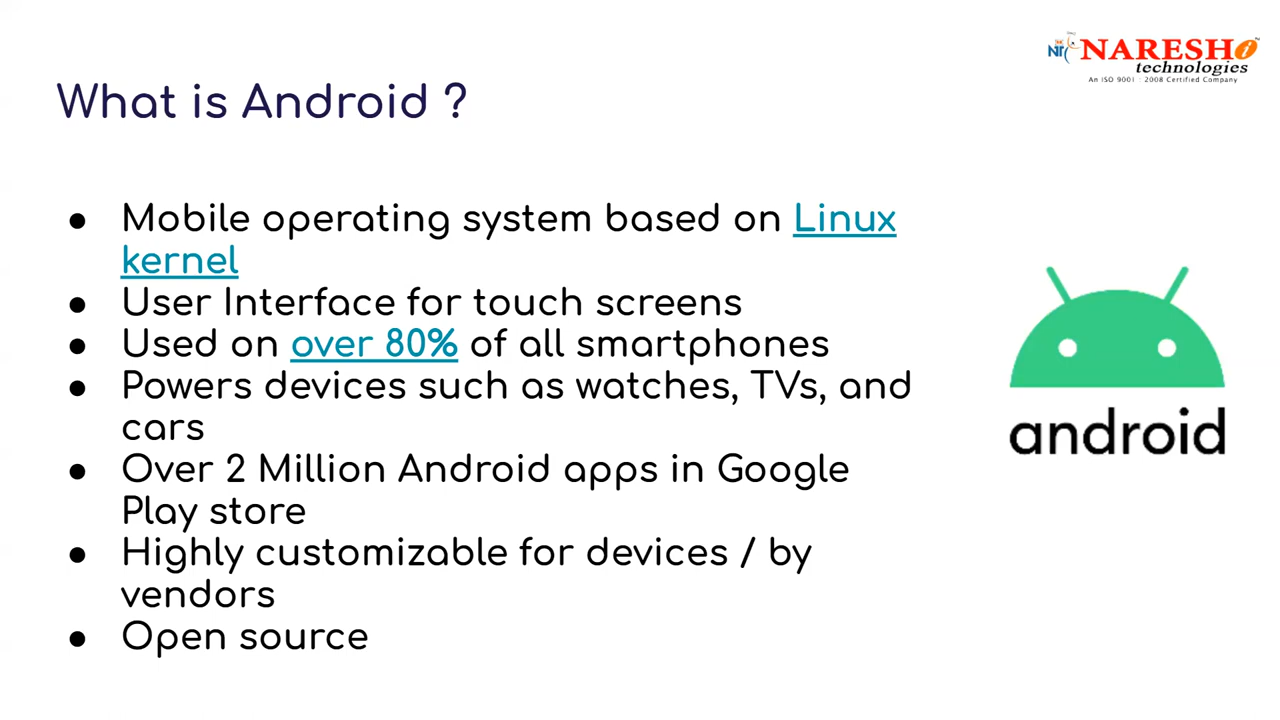 NARESH i
technologies
An ISO 9001 : 2008 Certified Company
What is Android ?
● Mobile operating system based on Linux
kernel
● User Interface for touch screens
● Used on over 80% of all smartphones
● Powers devices such as watches, TVs, and
cars
● Over 2 Million Android apps in Google
Play store
● Highly customizable for devices / by
vendors
● Open source
android